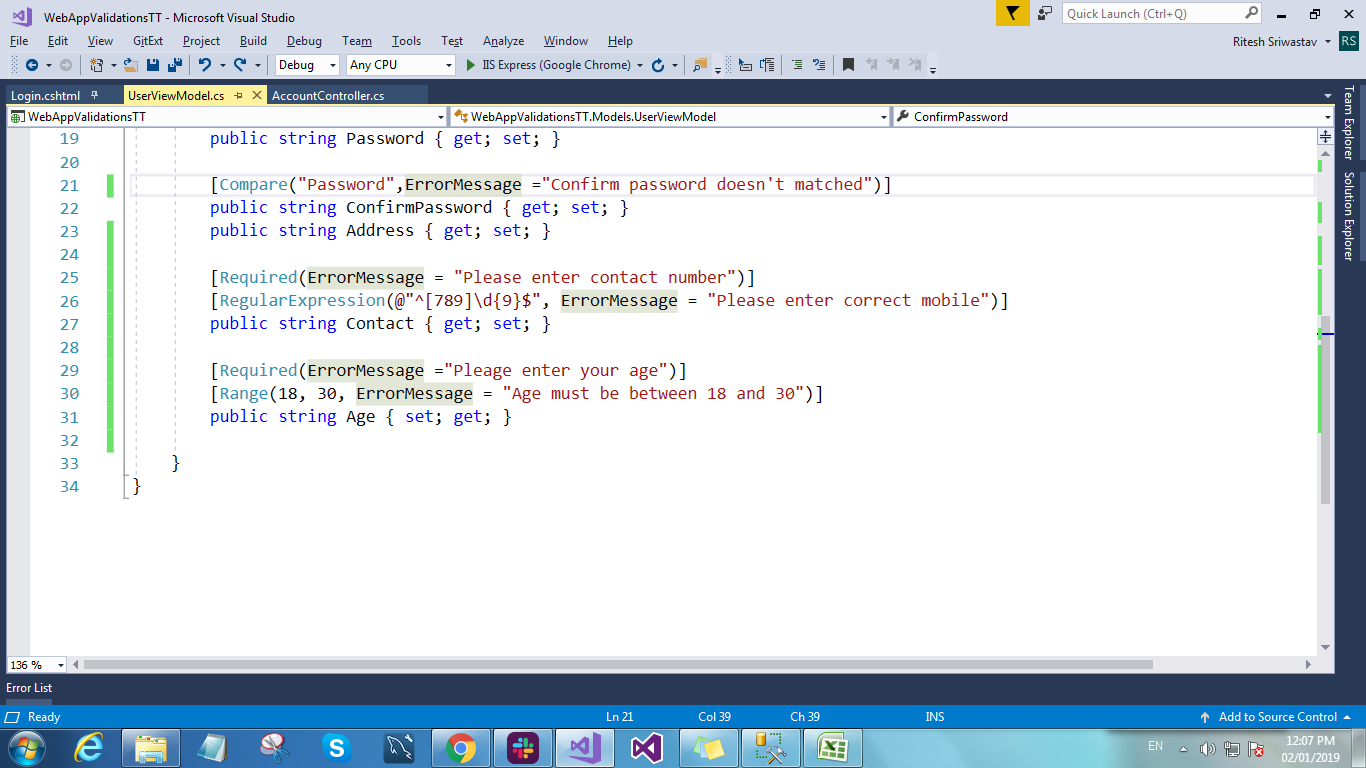 WebAppValidationsTT - Microsoft Visual Studio
Quick Launch (Ctrl+Q)
File Edit View GitExt Project Build Debug Team Tools Test Analyze Window Help
Ritesh Sriwastav RS
Debug Any CPU IIS Express (Google Chrome)
Login.cshtml UserViewModel.cs AccountController.cs
WebAppValidationsTT WebAppValidationsTT.Models.UserViewModel ConfirmPassword
19 public string Password { get; set; }
20
21 [Compare("Password",ErrorMessage ="Confirm password doesn't matched")]
22 public string ConfirmPassword { get; set; }
23 public string Address { get; set; }
24
25 [Required(ErrorMessage = "Please enter contact number")]
26 [RegularExpression(@"^[789]\d{9}$", ErrorMessage = "Please enter correct mobile")]
27 public string Contact { get; set; }
28
29 [Required(ErrorMessage ="Pleage enter your age")]
30 [Range(18, 30, ErrorMessage = "Age must be between 18 and 30")]
31 public string Age { set; get; }
32
33 }
34 }
Team Explorer
Solution Explorer
136 %
Error List
Ready Ln 21 Col 39 Ch 39 INS Add to Source Control
EN 12:07 PM
02/01/2019